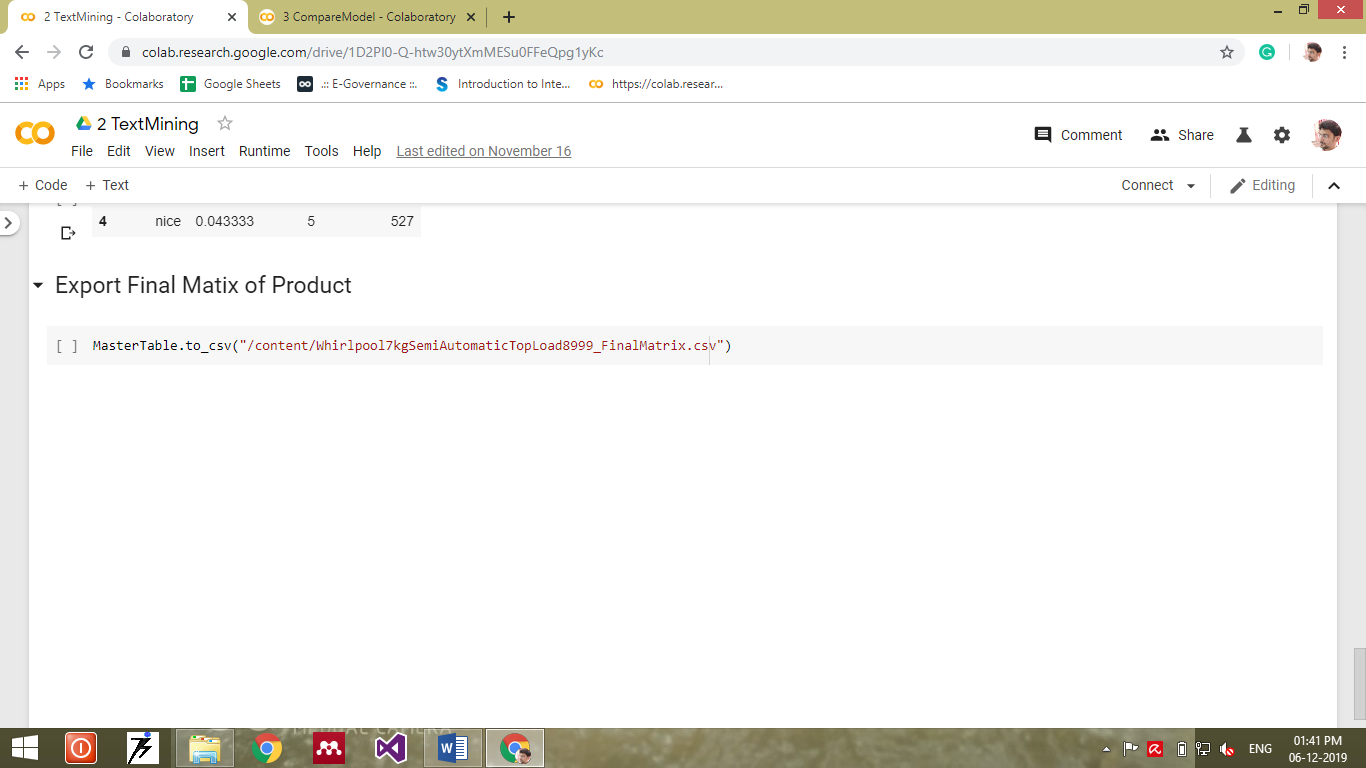 2 TextMining - Colaboratory
3 CompareModel - Colaboratory
colab.research.google.com/drive/1D2PI0-Q-htw30ytXmMESu0FFeQpg1yKc
Apps Bookmarks Google Sheets .:: E-Governance ::. Introduction to Inte... https://colab.resear...
2 TextMining
Comment Share
File Edit View Insert Runtime Tools Help Last edited on November 16
+ Code + Text Connect Editing
4 nice 0.043333 5 527
Export Final Matix of Product
[ ] MasterTable.to_csv("/content/Whirlpool7kgSemiAutomaticTopLoad8999_FinalMatrix.csv")
ENG
01:41 PM
06-12-2019